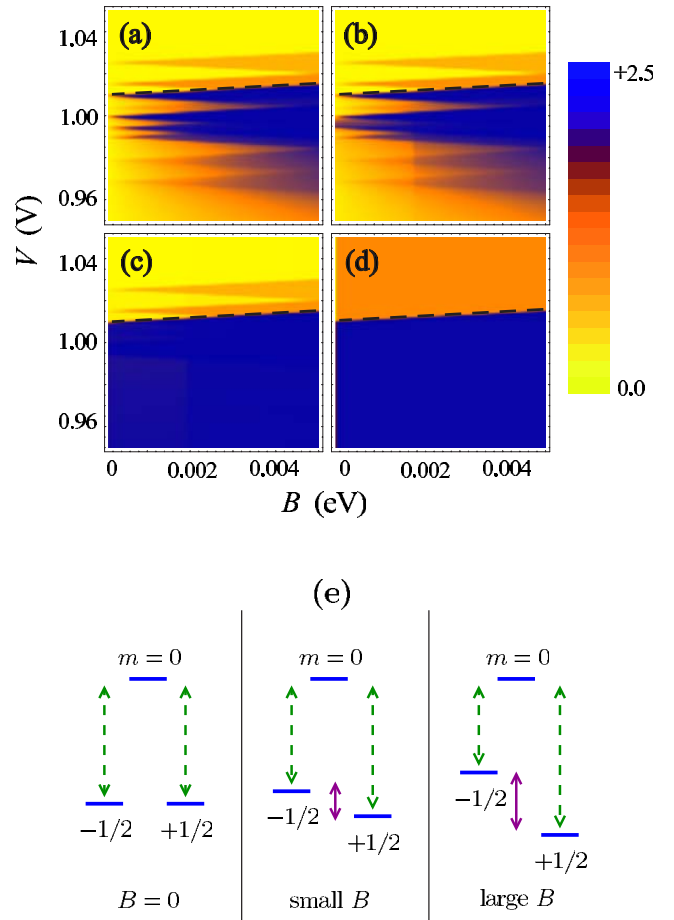 (a)
(b)
1.04
1.00
0.96
+2.5
0.0
V (V)
(c)
(d)
1.04
1.00
0.96
0
0.002
0.004
0
0.002
0.004
B (eV)
(e)
m = 0
m = 0
m = 0
−1/2
+1/2
−1/2
+1/2
−1/2
+1/2
B = 0
small B
large B